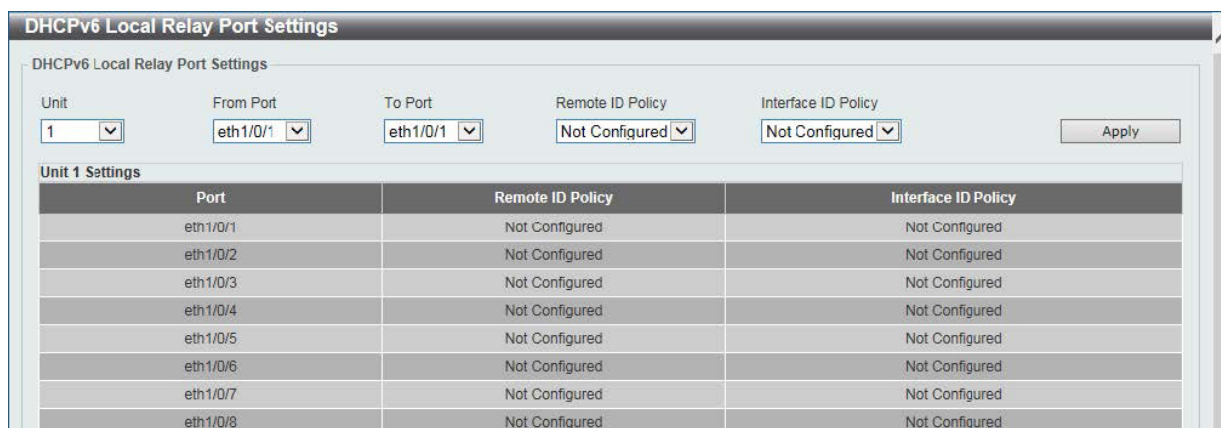 DHCPv6 Local Relay Port Settings
DHCPv6 Local Relay Port Settings
Unit From Port To Port Remote ID Policy Interface ID Policy
1 eth1/0/1 eth1/0/1 Not Configured Not Configured Apply
Unit 1 Settings
Port Remote ID Policy Interface ID Policy
eth1/0/1 Not Configured Not Configured
eth1/0/2 Not Configured Not Configured
eth1/0/3 Not Configured Not Configured
eth1/0/4 Not Configured Not Configured
eth1/0/5 Not Configured Not Configured
eth1/0/6 Not Configured Not Configured
eth1/0/7 Not Configured Not Configured
eth1/0/8 Not Configured Not Configured